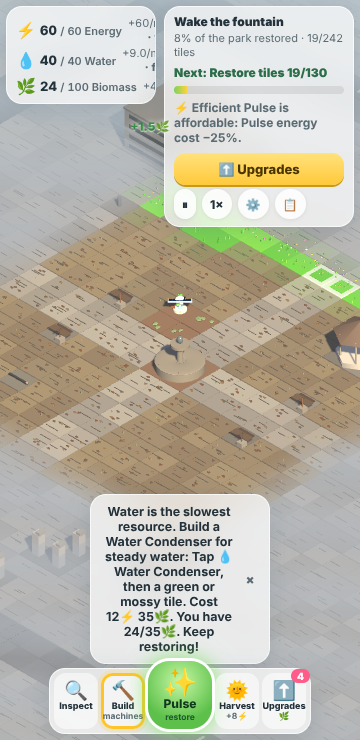 ⚡ 60 / 60 Energy +60/
💧 40 / 40 Water +9.0/
🌿 24 / 100 Biomass
Wake the fountain
8% of the park restored · 19/242
tiles
Next: Restore tiles 19/130
⚡ Efficient Pulse is
affordable: Pulse energy
cost −25%.
⬆️ Upgrades
⏸ 1× ⚙️ 📋
+1.5🌿
Water is the slowest
resource. Build a
Water Condenser for
steady water: Tap 💧
Water Condenser,
then a green or
mossy tile. Cost
12⚡ 35🌿. You have
24/35🌿. Keep
restoring!
✖
🔍 Inspect
🔨 Build
machines
✨ Pulse
restore
🌞 Harvest
+8⚡
⬆️ Upgrades
🌿
4